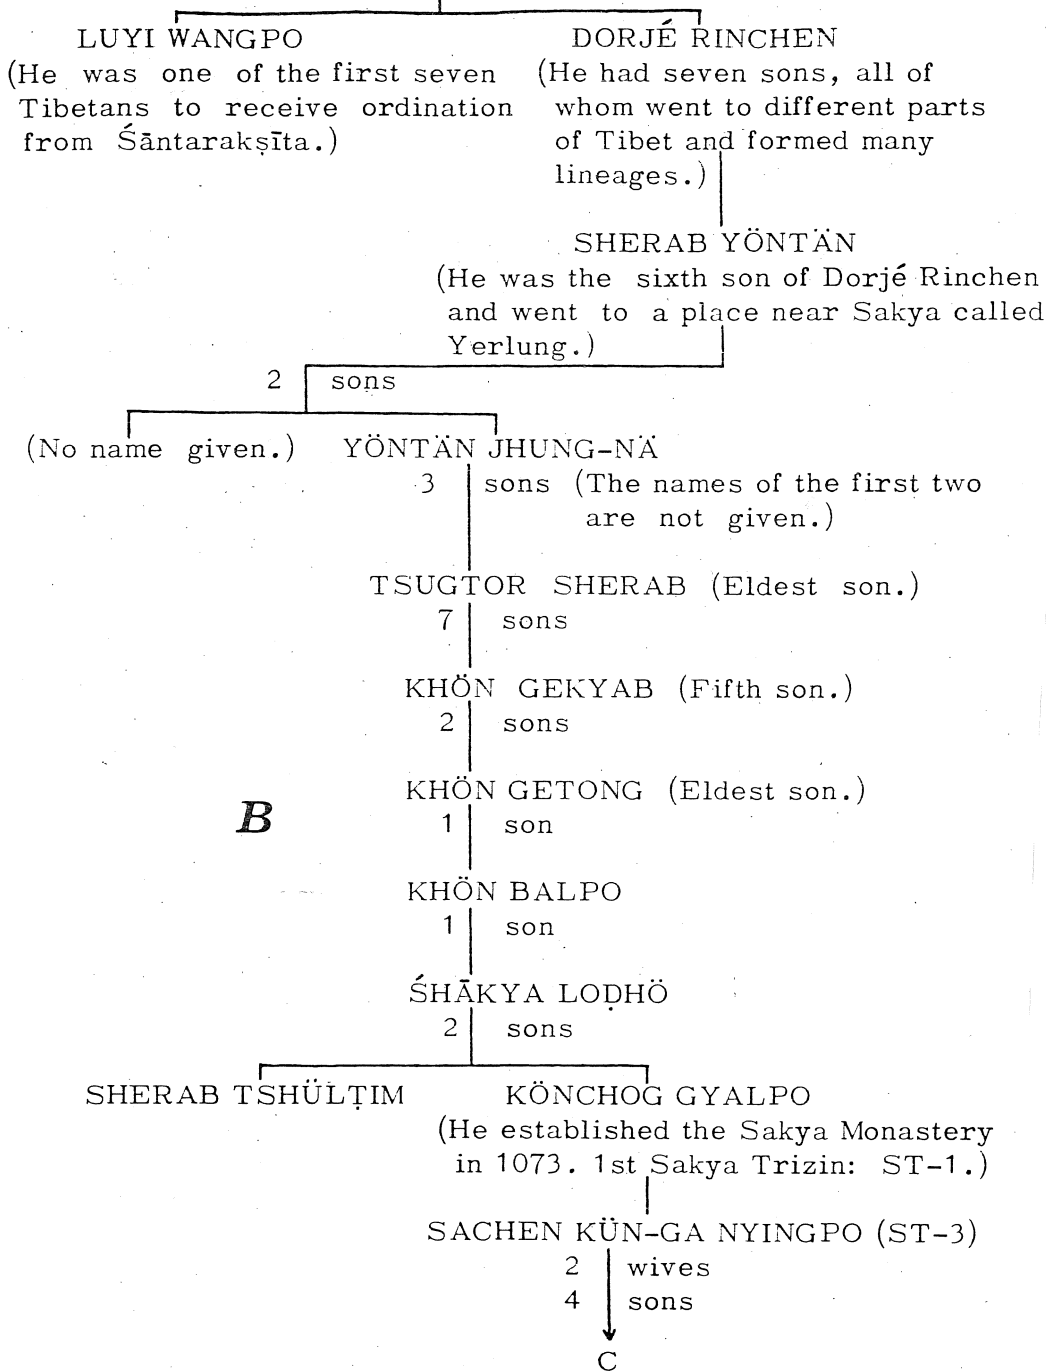 LUYI WANGPO
(He was one of the first seven
Tibetans to receive ordination
from Śāntarakṣīta.)
DORJÉ RINCHEN
(He had seven sons, all of
whom went to different parts
of Tibet and formed many
lineages.)
SHERAB YÖNTÄN
(He was the sixth son of Dorjé Rinchen
and went to a place near Sakya called
Yerlung.)
2 sons
(No name given.)
YÖNTÄN JHUNG-NÄ
3 sons (The names of the first two
are not given.)
TSUGTOR SHERAB (Eldest son.)
7 sons
KHÖN GEKYAB (Fifth son.)
2 sons
KHÖN GETONG (Eldest son.)
B
1 son
KHÖN BALPO
1 son
ŚHĀKYA LOḌHÖ
2 sons
SHERAB TSHÜLṬIM
KÖNCHOG GYALPO
(He established the Sakya Monastery
in 1073. 1st Sakya Trizin: ST-1.)
SACHEN KÜN-GA NYINGPO (ST-3)
2 wives
4 sons
C